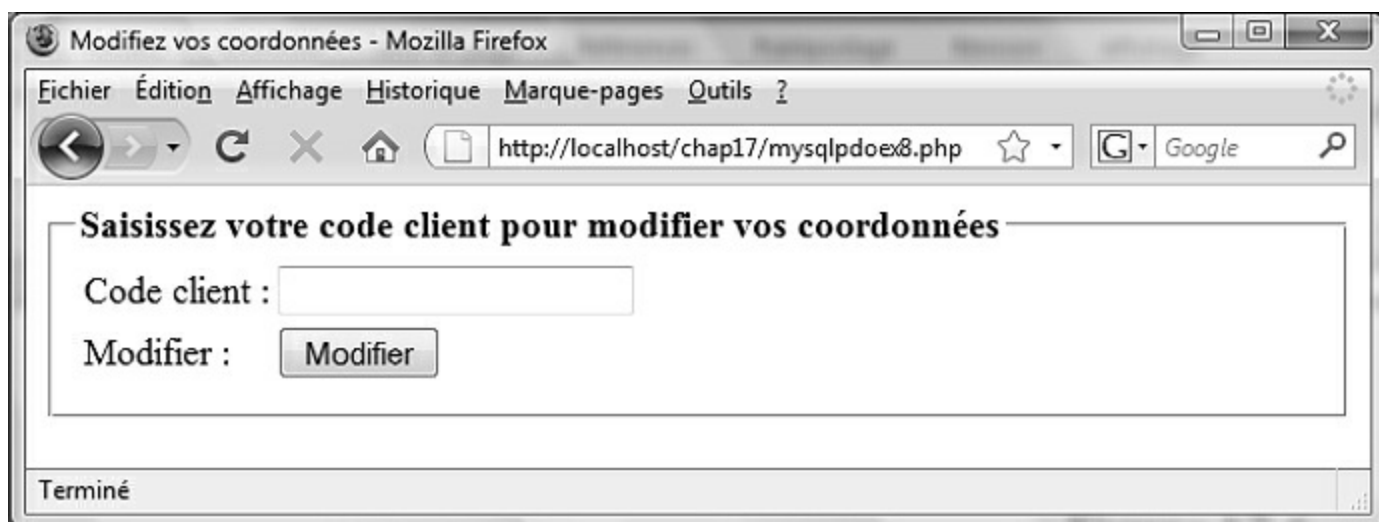 Modifiez vos coordonnées - Mozilla Firefox
Fichier Édition Affichage Historique Marque-pages Outils ?
http://localhost/chap17/mysqlpdoex8.php
G Google
Saisissez votre code client pour modifier vos coordonnées
Code client :
Modifier : Modifier
Terminé